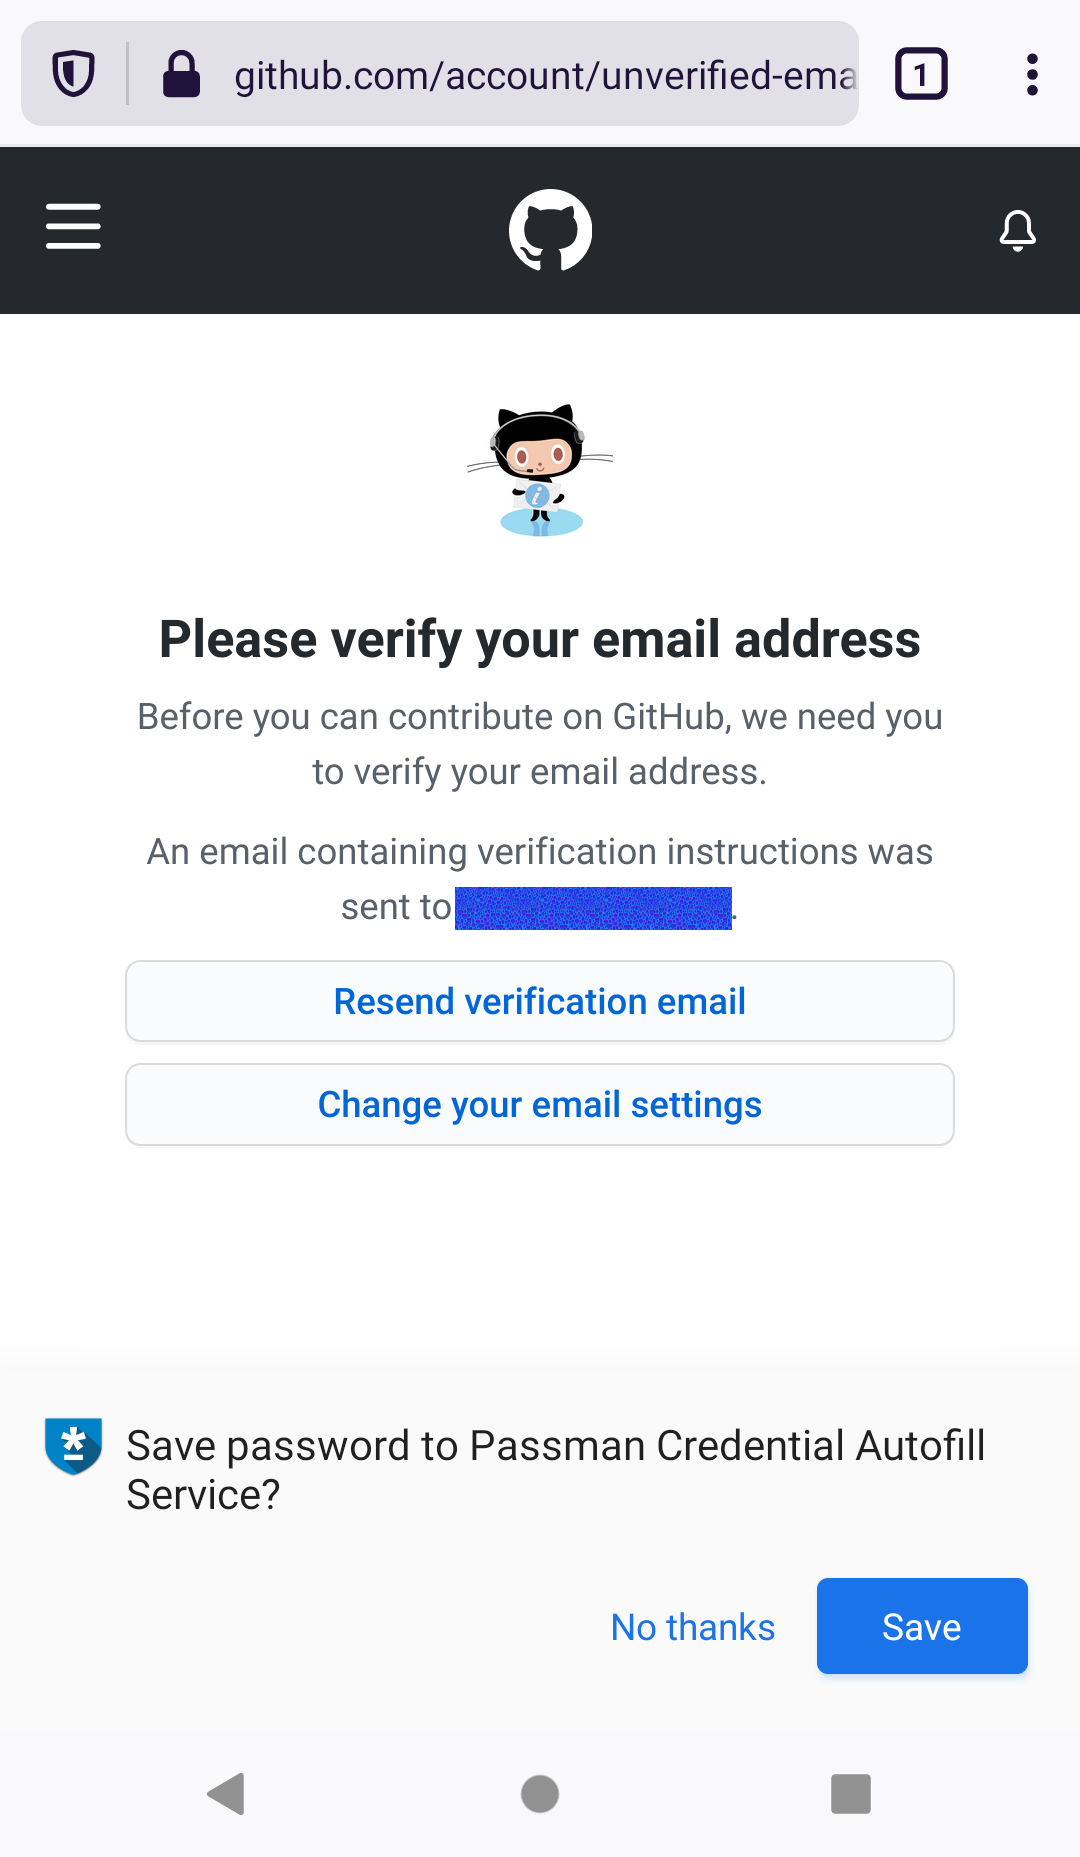 github.com/account/unverified-ema
1
Please verify your email address
Before you can contribute on GitHub, we need you
to verify your email address.
An email containing verification instructions was
sent to .
Resend verification email
Change your email settings
Save password to Passman Credential Autofill
Service?
No thanks
Save